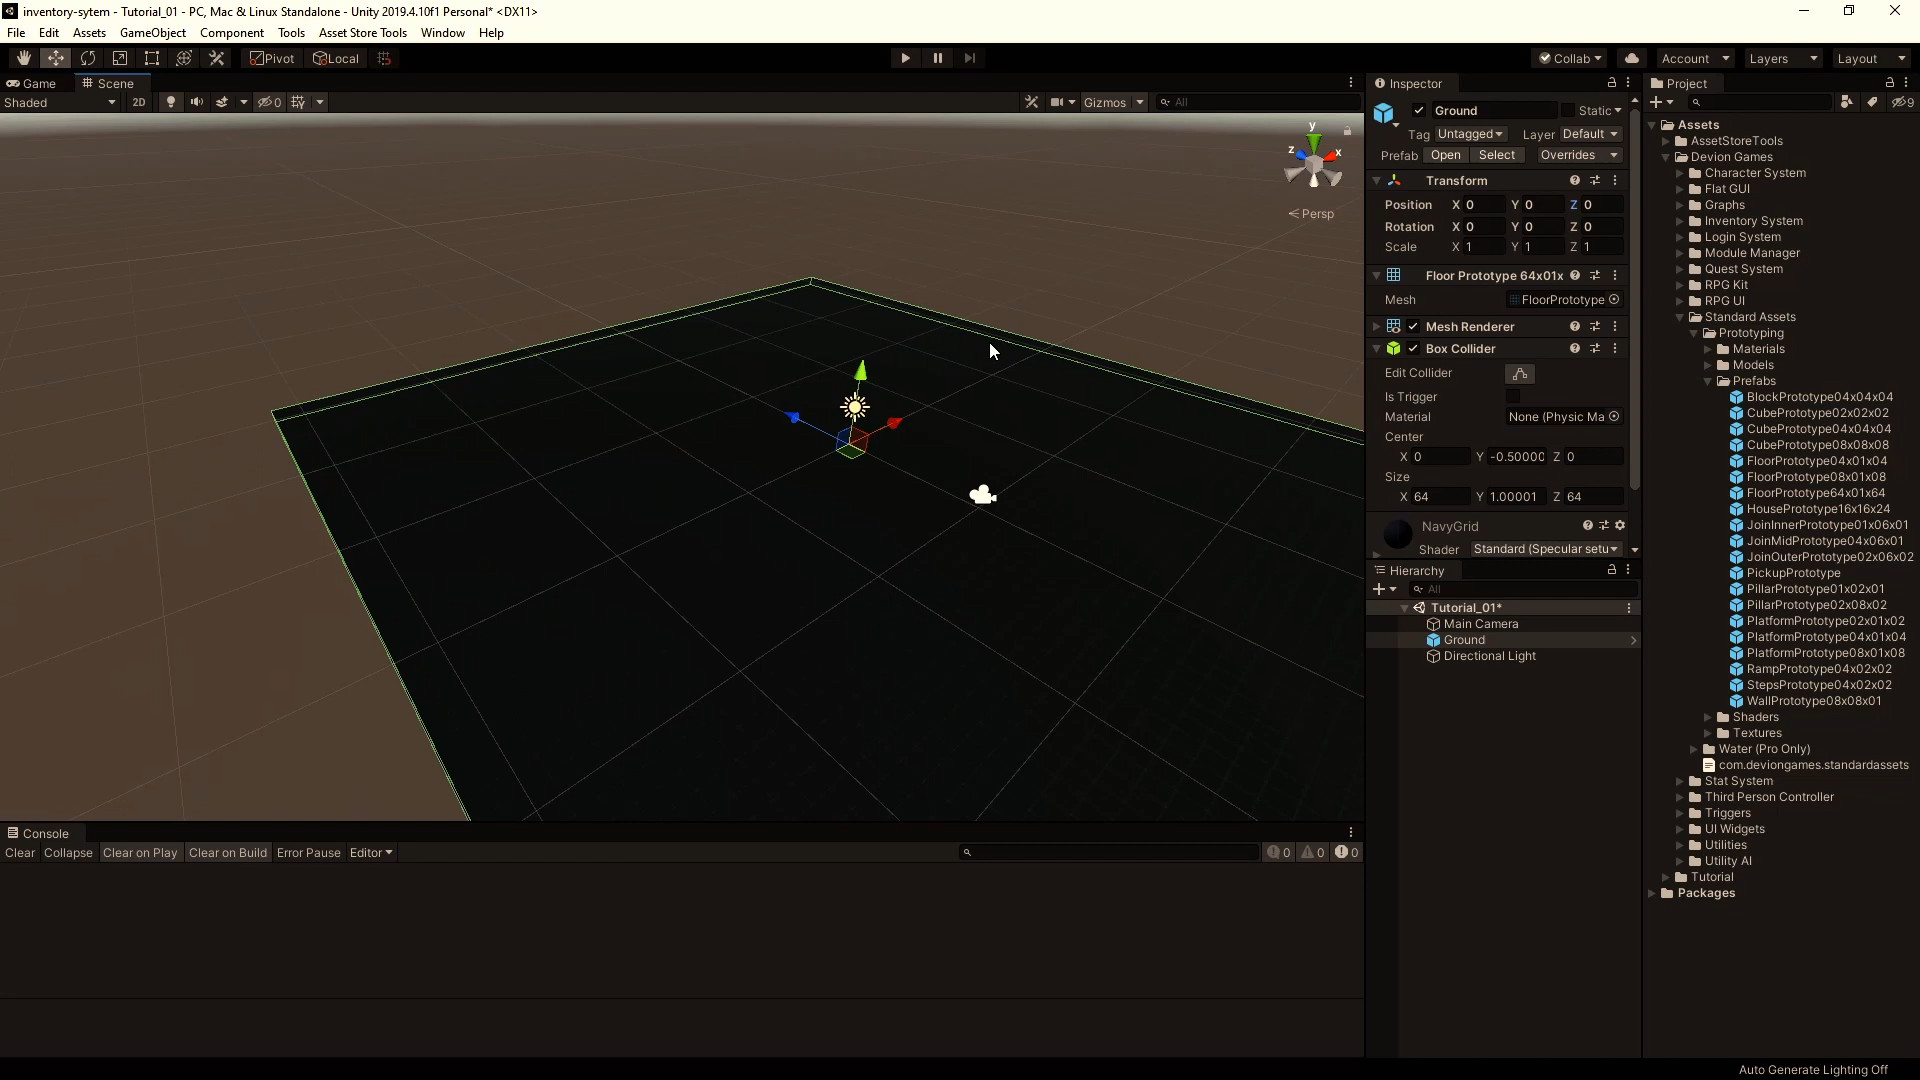 inventory-sytem - Tutorial_01 - PC, Mac & Linux Standalone - Unity 2019.4.10f1 Personal* <DX11>
File Edit Assets GameObject Component Tools Asset Store Tools Window Help
Pivot Local Collab Account Layers Layout
Game Scene
Shaded 2D 0 Gizmos All
y
z x
Persp
Inspector
Ground Static
Tag Untagged Layer Default
Prefab Open Select Overrides
Transform
Position X 0 Y 0 Z 0
Rotation X 0 Y 0 Z 0
Scale X 1 Y 1 Z 1
Floor Prototype 64x01x
Mesh FloorPrototype
Mesh Renderer
Box Collider
Edit Collider
Is Trigger
Material None (Physic Ma
Center
X 0 Y -0.50000 Z 0
Size
X 64 Y 1.00001 Z 64
NavyGrid
Shader Standard (Specular setu
Hierarchy
All
Tutorial_01*
Main Camera
Ground
Directional Light
Project
9
Assets
AssetStoreTools
Devion Games
Character System
Flat GUI
Graphs
Inventory System
Login System
Module Manager
Quest System
RPG Kit
RPG UI
Standard Assets
Prototyping
Materials
Models
Prefabs
BlockPrototype04x04x04
CubePrototype02x02x02
CubePrototype04x04x04
CubePrototype08x08x08
FloorPrototype04x01x04
FloorPrototype08x01x08
FloorPrototype64x01x64
HousePrototype16x16x24
JoinInnerPrototype01x06x01
JoinMidPrototype04x06x01
JoinOuterPrototype02x06x02
PickupPrototype
PillarPrototype01x02x01
PillarPrototype02x08x02
PlatformPrototype02x01x02
PlatformPrototype04x01x04
PlatformPrototype08x01x08
RampPrototype04x02x02
StepsPrototype04x02x02
WallPrototype08x08x01
Shaders
Textures
Water (Pro Only)
com.deviongames.standardassets
Stat System
Third Person Controller
Triggers
UI Widgets
Utilities
Utility AI
Tutorial
Packages
Console
Clear Collapse Clear on Play Clear on Build Error Pause Editor 0 0 0
Auto Generate Lighting Off